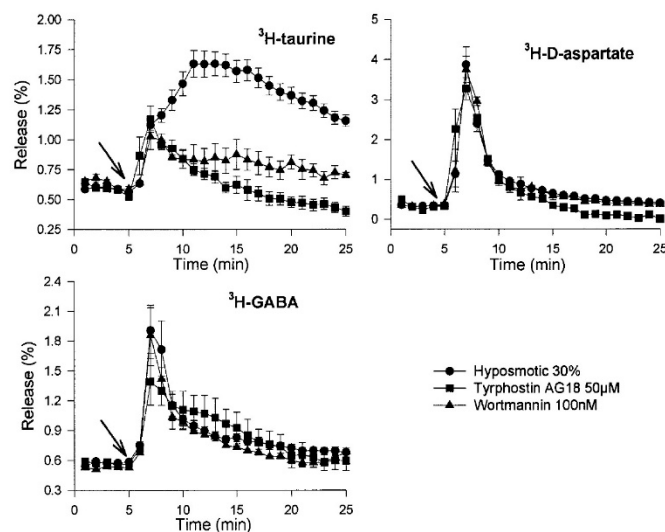 ³H-taurine
Release (%)
2.00
1.75
1.50
1.25
1.00
0.75
0.50
0.25
0 5 10 15 20 25
Time (min)
³H-D-aspartate
Release (%)
5
4
3
2
1
0
0 5 10 15 20 25
Time (min)
³H-GABA
Release (%)
2.1
1.8
1.5
1.2
0.9
0.6
0.3
0 5 10 15 20 25
Time (min)
Hyposmotic 30%
Tyrphostin AG18 50µM
Wortmannin 100nM